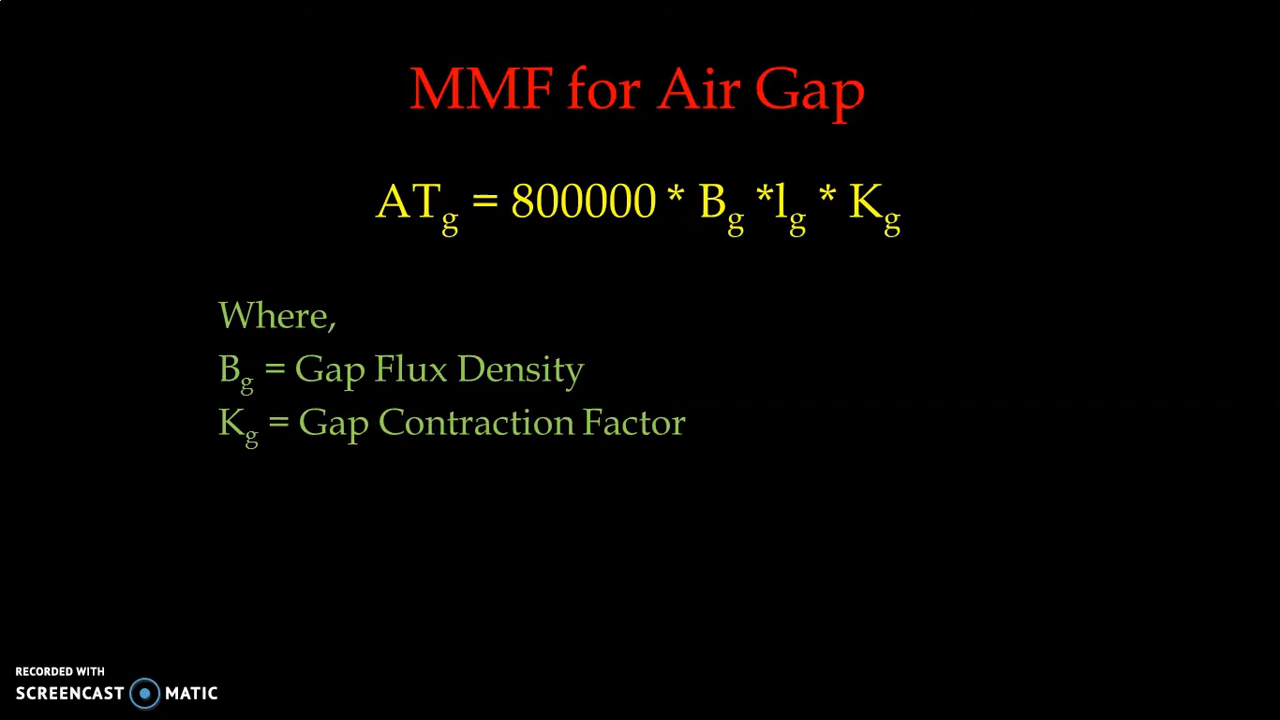 MMF for Air Gap
ATg = 800000 * Bg *lg * Kg
Where,
Bg = Gap Flux Density
Kg = Gap Contraction Factor
RECORDED WITH
SCREENCAST MATIC